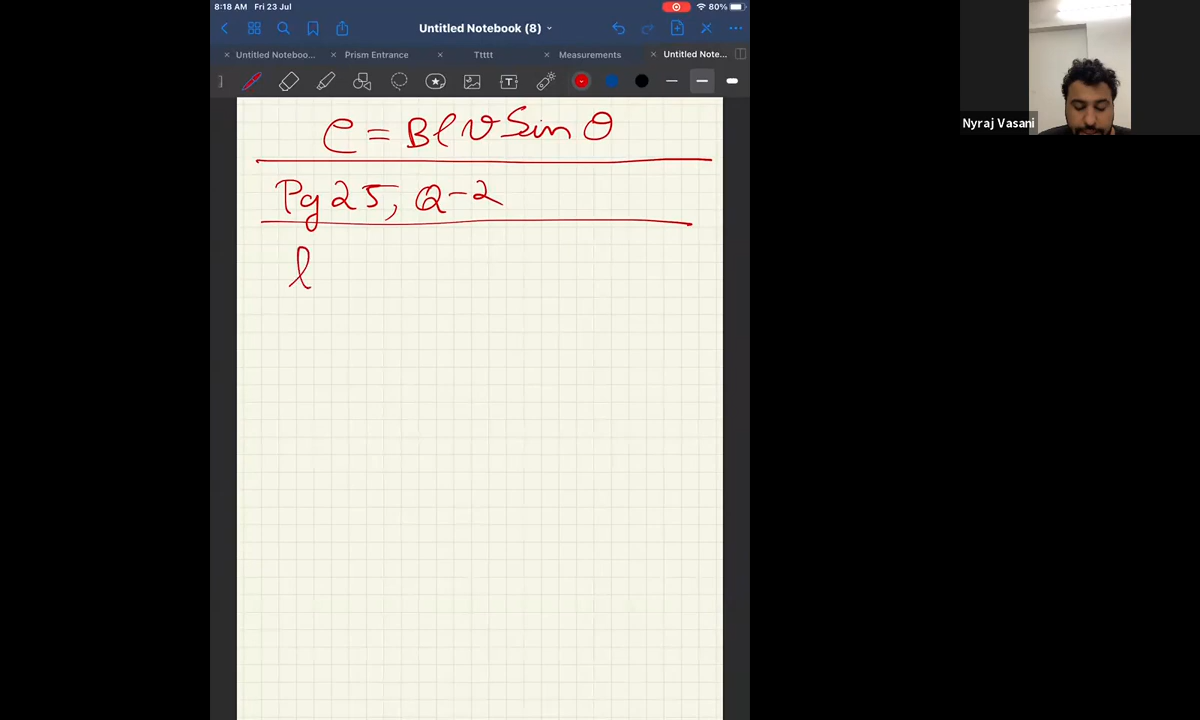 8:18 AM Fri 23 Jul
80%
Untitled Notebook (8)
Untitled Noteboo...
Prism Entrance
Ttttt
Measurements
Untitled Note...
e = Blv Sin θ
Pg 25, Q-2
l
Nyraj Vasani